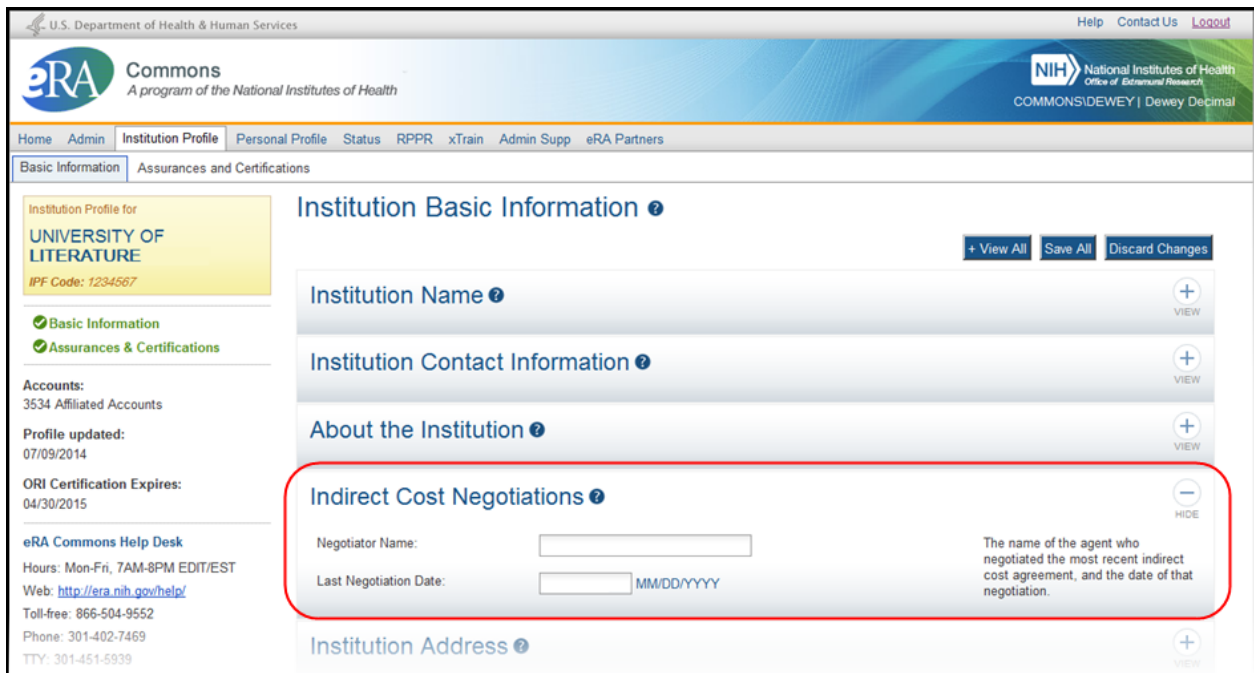 U.S. Department of Health & Human Services
Help Contact Us Logout
eRA
Commons
A program of the National Institutes of Health
NIH National Institutes of Health
Office of Extramural Research
COMMONS\DEWEY | Dewey Decimal
Home Admin Institution Profile Personal Profile Status RPPR xTrain Admin Supp eRA Partners
Basic Information Assurances and Certifications
Institution Profile for
UNIVERSITY OF
LITERATURE
IPF Code: 1234567
Basic Information
Assurances & Certifications
Accounts:
3534 Affiliated Accounts
Profile updated:
07/09/2014
ORI Certification Expires:
04/30/2015
eRA Commons Help Desk
Hours: Mon-Fri, 7AM-8PM EDIT/EST
Web: http://era.nih.gov/help/
Toll-free: 866-504-9552
Phone: 301-402-7469
TTY: 301-451-5939
Institution Basic Information ?
+ View All Save All Discard Changes
Institution Name ?
VIEW
Institution Contact Information ?
VIEW
About the Institution ?
VIEW
Indirect Cost Negotiations ?
HIDE
Negotiator Name:
Last Negotiation Date: MM/DD/YYYY
The name of the agent who
negotiated the most recent indirect
cost agreement, and the date of that
negotiation.
Institution Address ?
VIEW